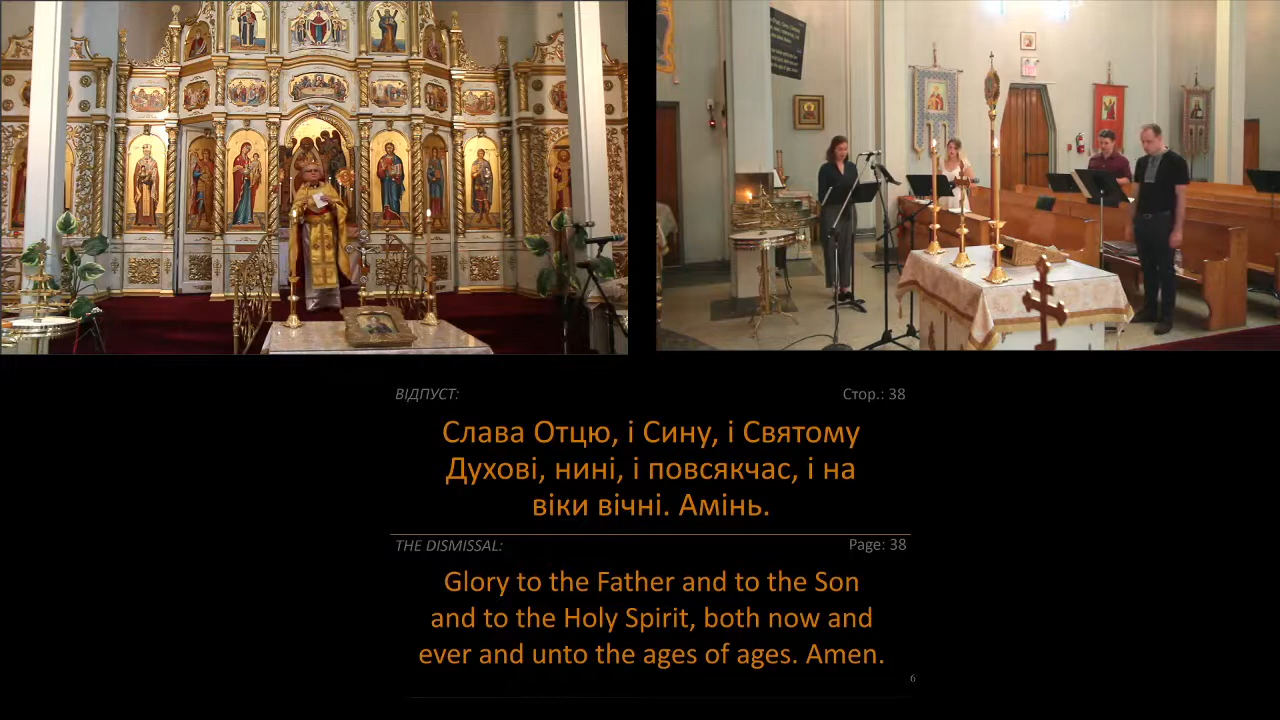 ВІДПУСТ:
Стор.: 38
Слава Отцю, і Сину, і Святому
Духові, нині, і повсякчас, і на
віки вічні. Амінь.
THE DISMISSAL:
Page: 38
Glory to the Father and to the Son
and to the Holy Spirit, both now and
ever and unto the ages of ages. Amen.
6